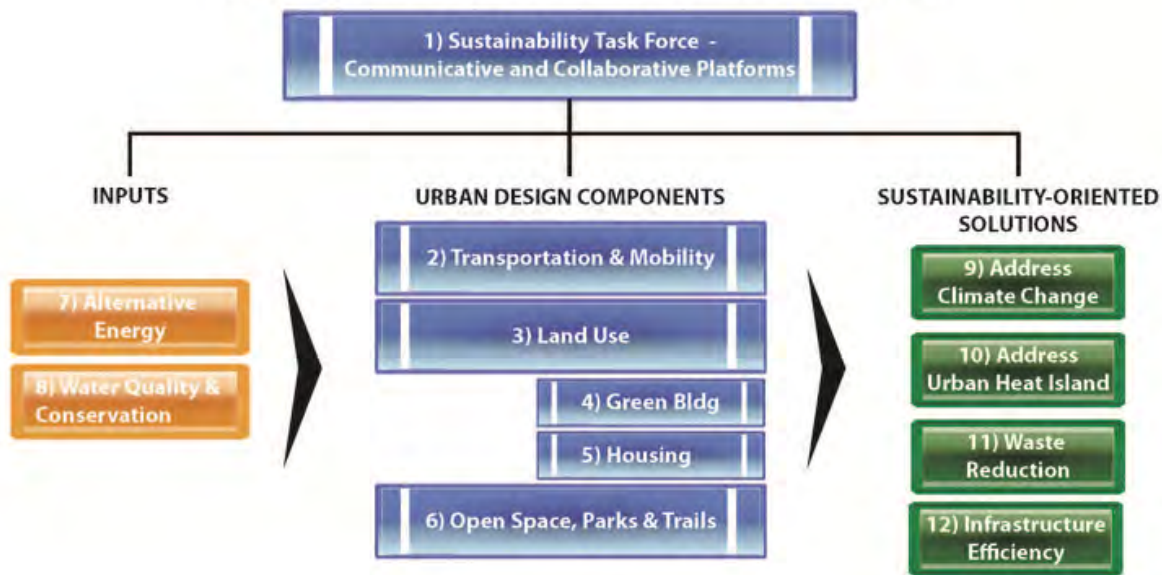 1) Sustainability Task Force -
Communicative and Collaborative Platforms
INPUTS
7) Alternative
Energy
8) Water Quality &
Conservation
URBAN DESIGN COMPONENTS
2) Transportation & Mobility
3) Land Use
4) Green Bldg
5) Housing
6) Open Space, Parks & Trails
SUSTAINABILITY-ORIENTED
SOLUTIONS
9) Address
Climate Change
10) Address
Urban Heat Island
11) Waste
Reduction
12) Infrastructure
Efficiency